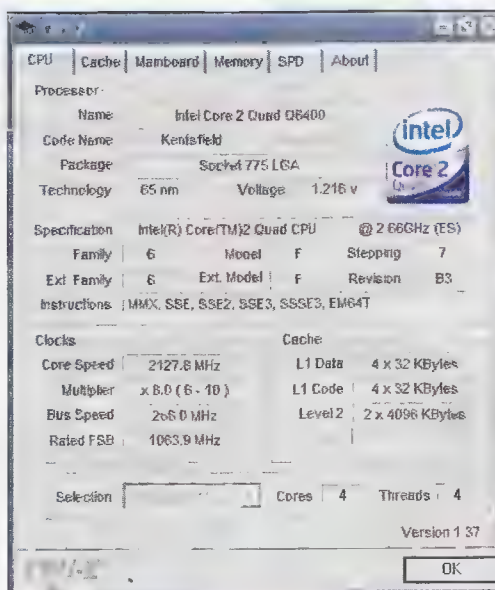 CPU Cache Mainboard Memory SPD About
Processor
Name Intel Core 2 Quad Q6400
Code Name Kentsfield
intel
Package Socket 775 LGA
Core 2
Technology 65 nm Voltage 1.216 v
Specification Intel(R) Core(TM)2 Quad CPU @ 2.66GHz (ES)
Family 6 Model F Stepping 7
Ext. Family 6 Ext. Model F Revision B3
Instructions MMX, SSE, SSE2, SSE3, SSSE3, EM64T
Clocks Cache
Core Speed 2127.8 MHz L1 Data 4 x 32 KBytes
Multiplier x 8.0 ( 6 - 10 ) L1 Code 4 x 32 KBytes
Bus Speed 266.0 MHz Level 2 2 x 4096 KBytes
Rated FSB 1063.9 MHz
Selection Cores 4 Threads 4
Version 1.37
CPU-Z OK